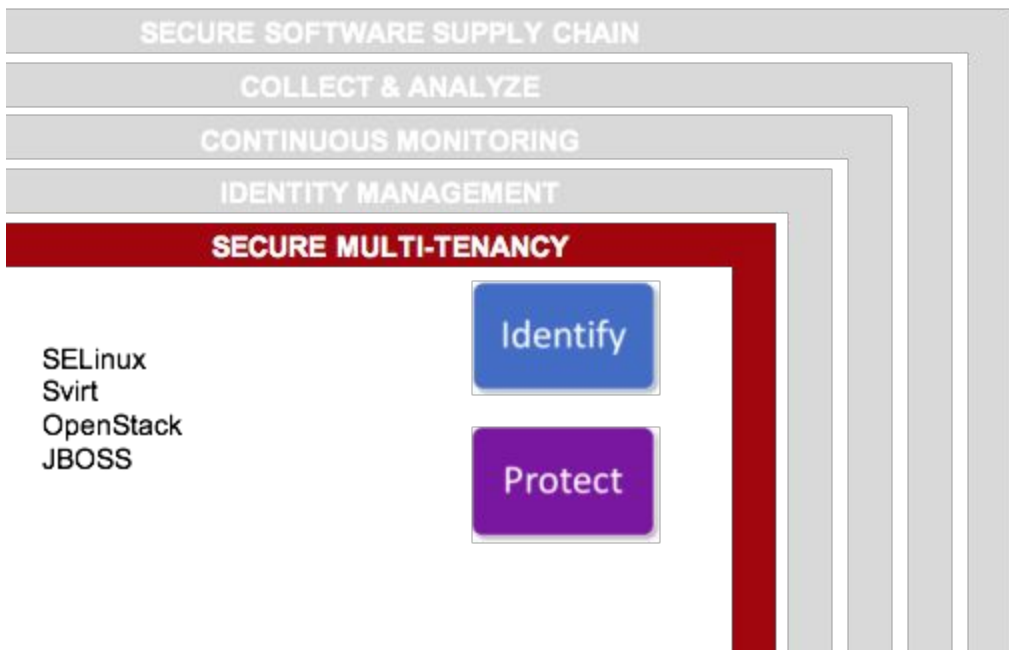 SECURE SOFTWARE SUPPLY CHAIN
COLLECT & ANALYZE
CONTINUOUS MONITORING
IDENTITY MANAGEMENT
SECURE MULTI-TENANCY
Identify
SELinux
Svirt
OpenStack
JBOSS
Protect